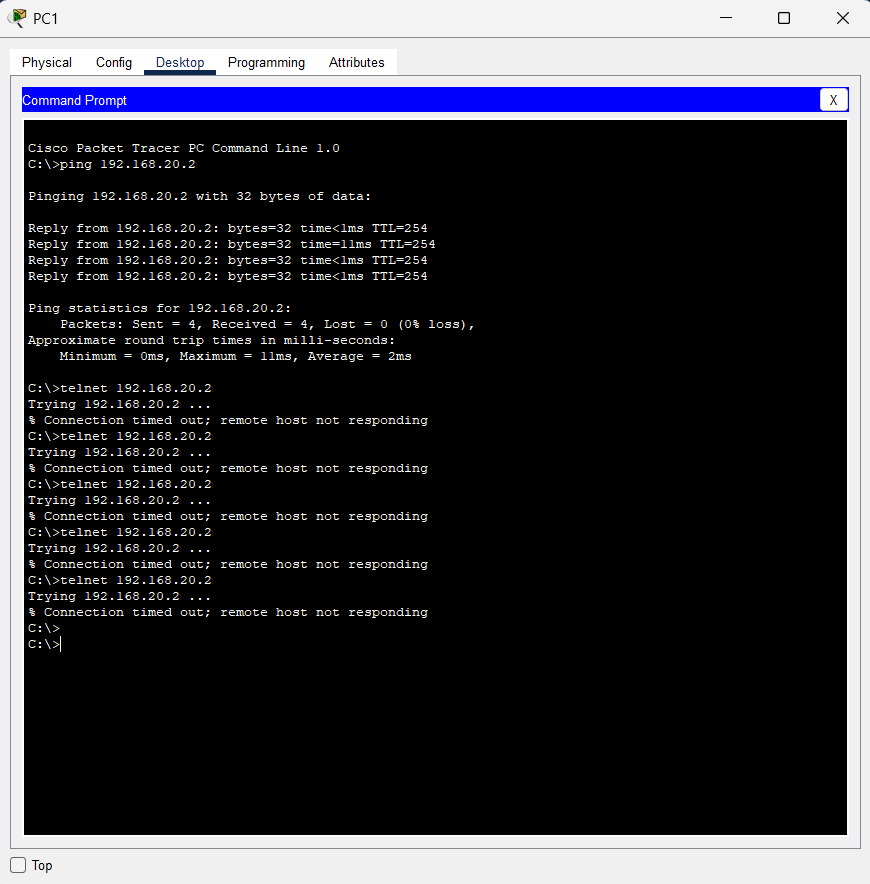 PC1
Physical Config Desktop Programming Attributes
Command Prompt X
Cisco Packet Tracer PC Command Line 1.0
C:\>ping 192.168.20.2
Pinging 192.168.20.2 with 32 bytes of data:
Reply from 192.168.20.2: bytes=32 time<1ms TTL=254
Reply from 192.168.20.2: bytes=32 time=11ms TTL=254
Reply from 192.168.20.2: bytes=32 time<1ms TTL=254
Reply from 192.168.20.2: bytes=32 time<1ms TTL=254
Ping statistics for 192.168.20.2:
Packets: Sent = 4, Received = 4, Lost = 0 (0% loss),
Approximate round trip times in milli-seconds:
Minimum = 0ms, Maximum = 11ms, Average = 2ms
C:\>telnet 192.168.20.2
Trying 192.168.20.2 ...
% Connection timed out; remote host not responding
C:\>telnet 192.168.20.2
Trying 192.168.20.2 ...
% Connection timed out; remote host not responding
C:\>telnet 192.168.20.2
Trying 192.168.20.2 ...
% Connection timed out; remote host not responding
C:\>telnet 192.168.20.2
Trying 192.168.20.2 ...
% Connection timed out; remote host not responding
C:\>telnet 192.168.20.2
Trying 192.168.20.2 ...
% Connection timed out; remote host not responding
C:\>
C:\>
Top